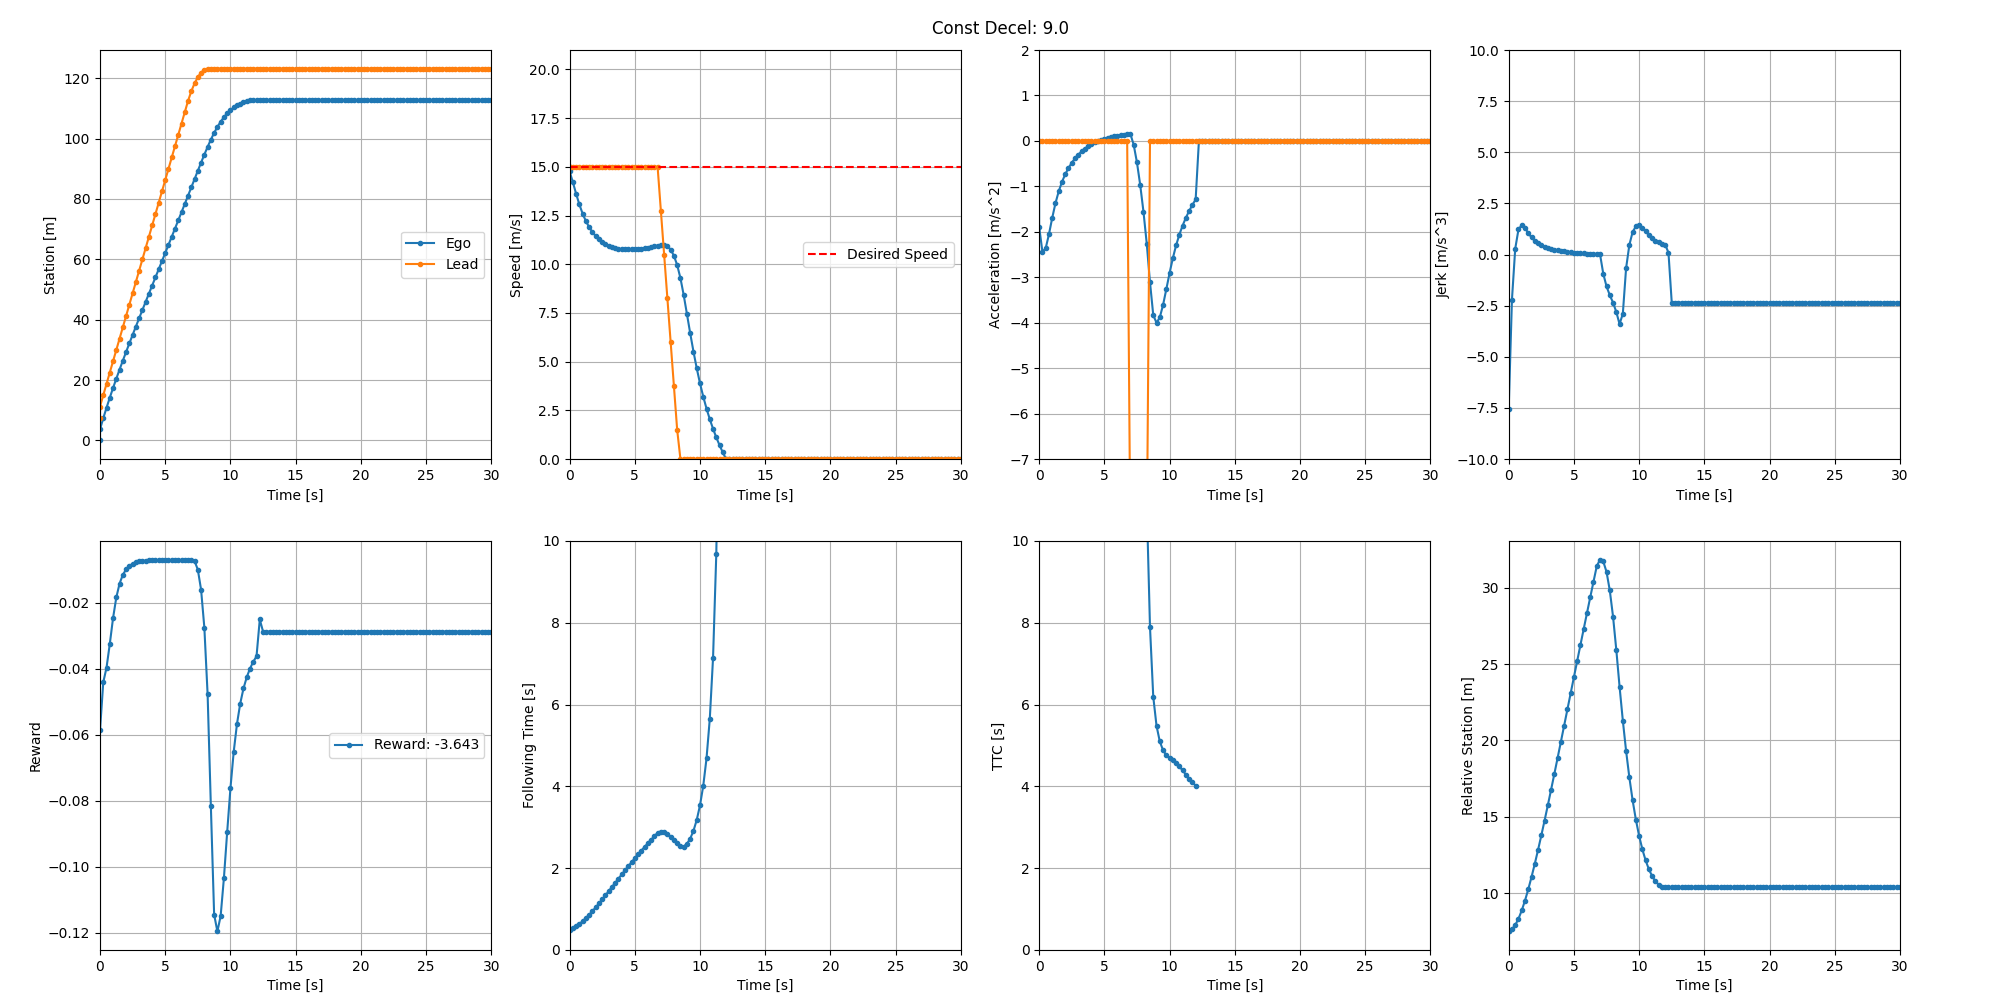 Const Decel: 9.0
120
100
80
60
40
20
0
Station [m]
Ego
Lead
0 5 10 15 20 25 30
Time [s]
20.0
17.5
15.0
12.5
10.0
7.5
5.0
2.5
0.0
Speed [m/s]
Desired Speed
0 5 10 15 20 25 30
Time [s]
2
1
0
−1
−2
−3
−4
−5
−6
−7
Acceleration [m/s^2]
0 5 10 15 20 25 30
Time [s]
10.0
7.5
5.0
2.5
0.0
−2.5
−5.0
−7.5
−10.0
Jerk [m/s^3]
0 5 10 15 20 25 30
Time [s]
−0.02
−0.04
−0.06
−0.08
−0.10
−0.12
Reward
Reward: -3.643
0 5 10 15 20 25 30
Time [s]
10
8
6
4
2
0
Following Time [s]
0 5 10 15 20 25 30
Time [s]
10
8
6
4
2
0
TTC [s]
0 5 10 15 20 25 30
Time [s]
30
25
20
15
10
Relative Station [m]
0 5 10 15 20 25 30
Time [s]